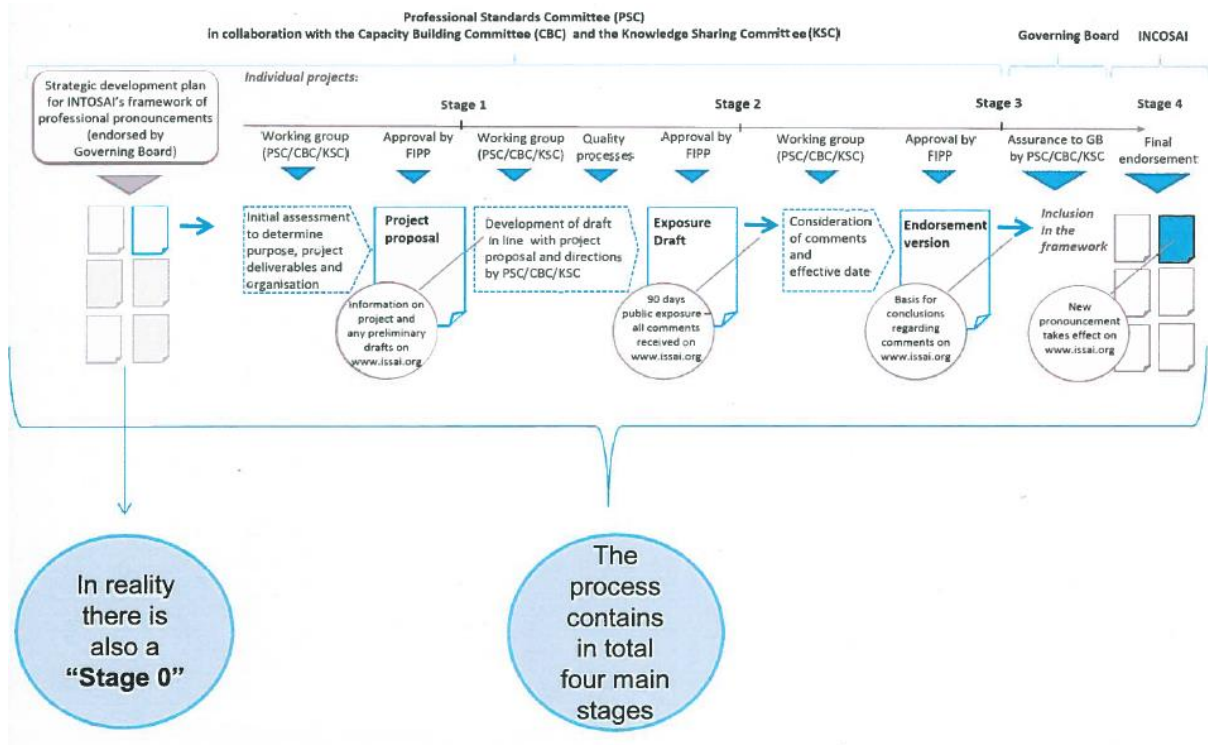 Professional Standards Committee (PSC)
in collaboration with the Capacity Building Committee (CBC) and the Knowledge Sharing Committee (KSC)
Governing Board
INCOSAI
Strategic development plan
for INTOSAI's framework of
professional pronouncements
(endorsed by
Governing Board)
Individual projects:
Stage 1
Stage 2
Stage 3
Stage 4
Working group
(PSC/CBC/KSC)
Approval by
FIPP
Working group
(PSC/CBC/KSC)
Quality
processes
Approval by
FIPP
Working group
(PSC/CBC/KSC)
Approval by
FIPP
Assurance to GB
by PSC/CBC/KSC
Final
endorsement
Initial assessment
to determine
purpose, project
deliverables and
organisation
Project
proposal
Information on
project and
any preliminary
drafts on
www.issai.org
Development of draft
in line with project
proposal and directions
by PSC/CBC/KSC
Exposure
Draft
90 days
public exposure –
all comments
received on
www.issai.org
Consideration
of comments
and
effective date
Endorsement
version
Basis for
conclusions
regarding
comments on
www.issai.org
Inclusion
in the
framework
New
pronouncement
takes effect on
www.issai.org
In reality
there is
also a
“Stage 0”
The
process
contains
in total
four main
stages